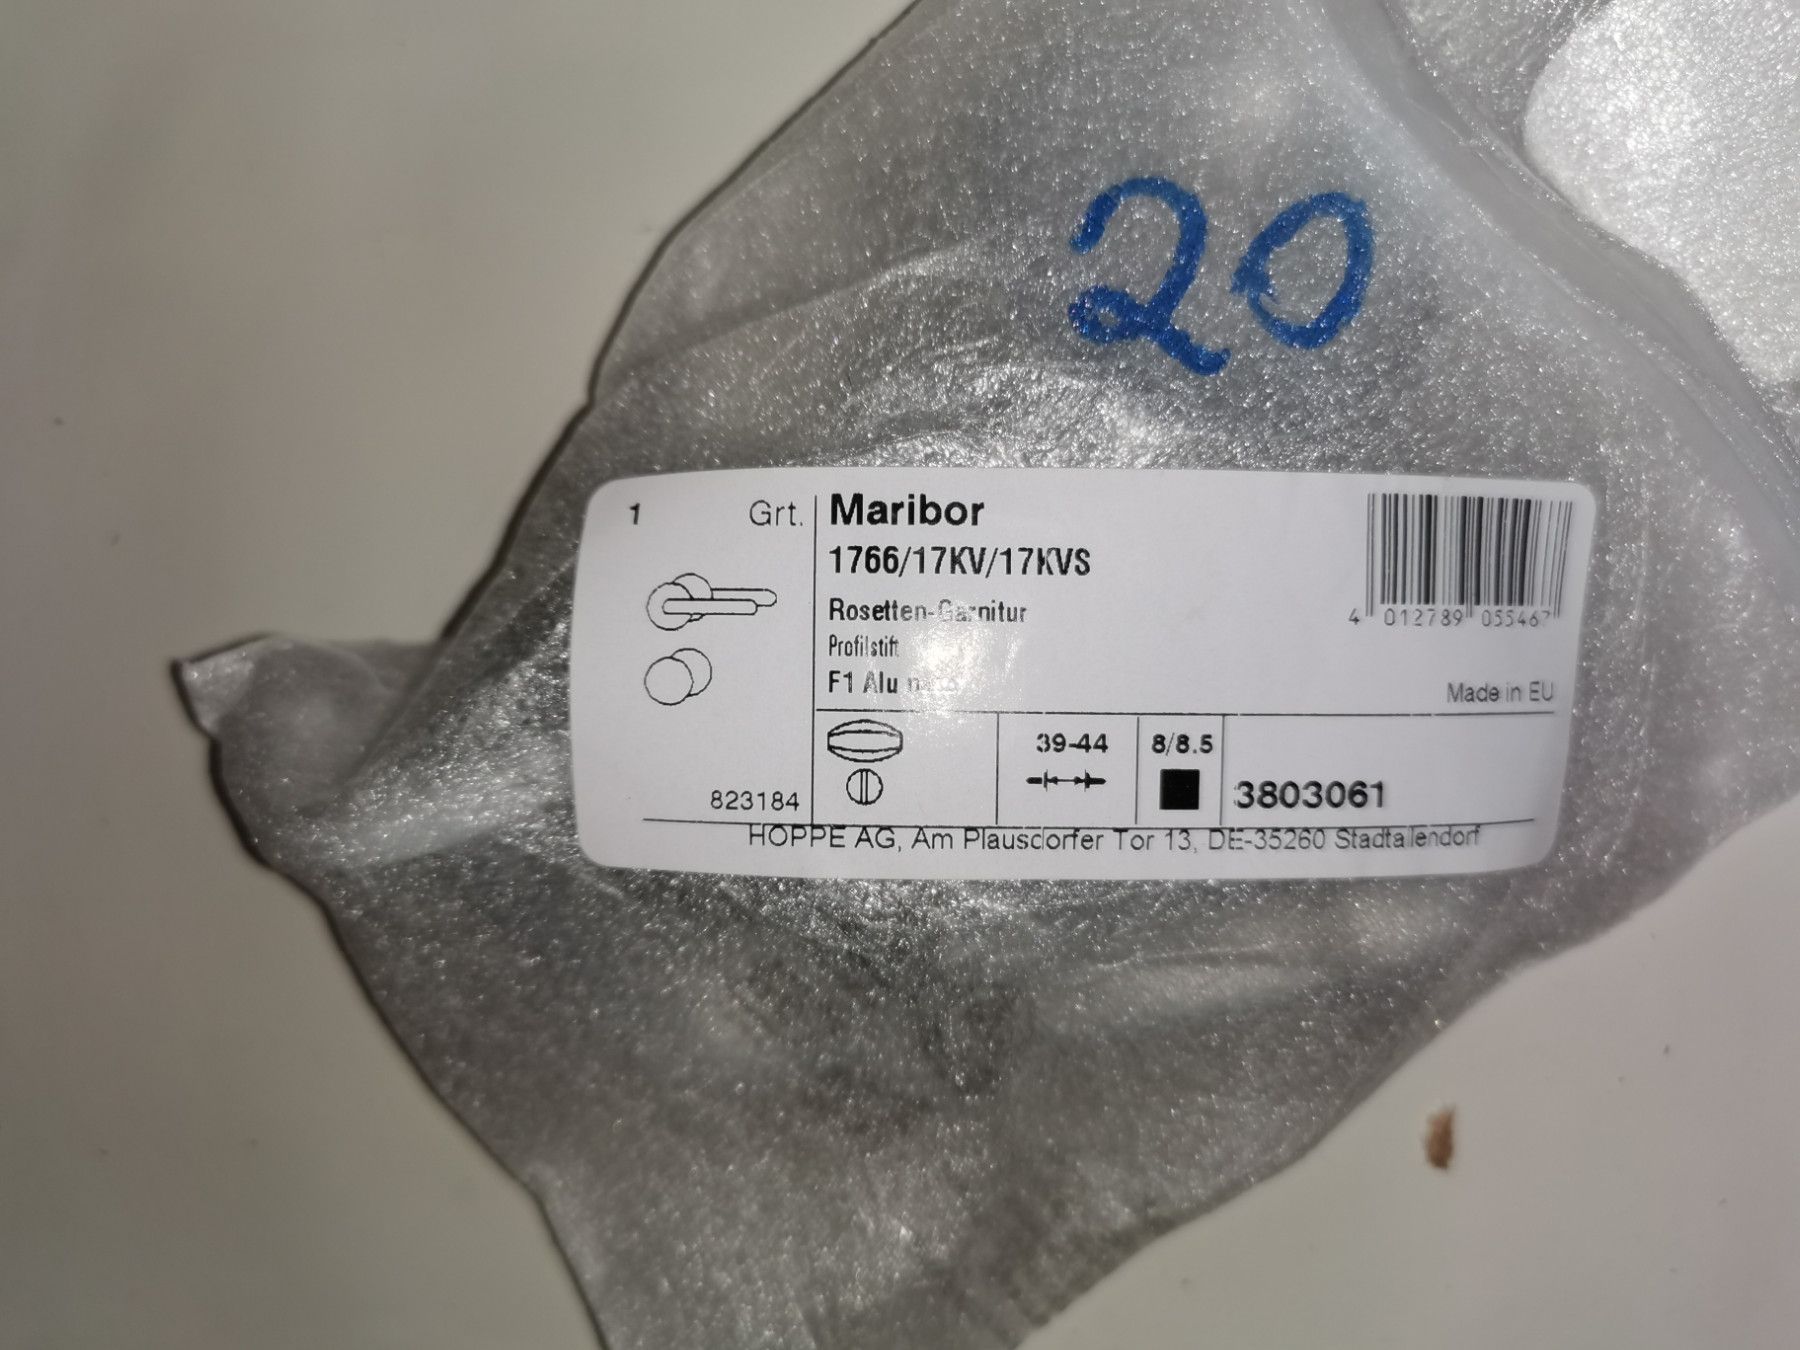 20
1 Grt.
Maribor
1766/17KV/17KVS
Rosetten-Garnitur
Profilstift
F1 Alu
4 012789 055467
Made in EU
39-44
8/8.5
823184
3803061
HOPPE AG, Am Plausdorfer Tor 13, DE-35260 Stadtallendorf